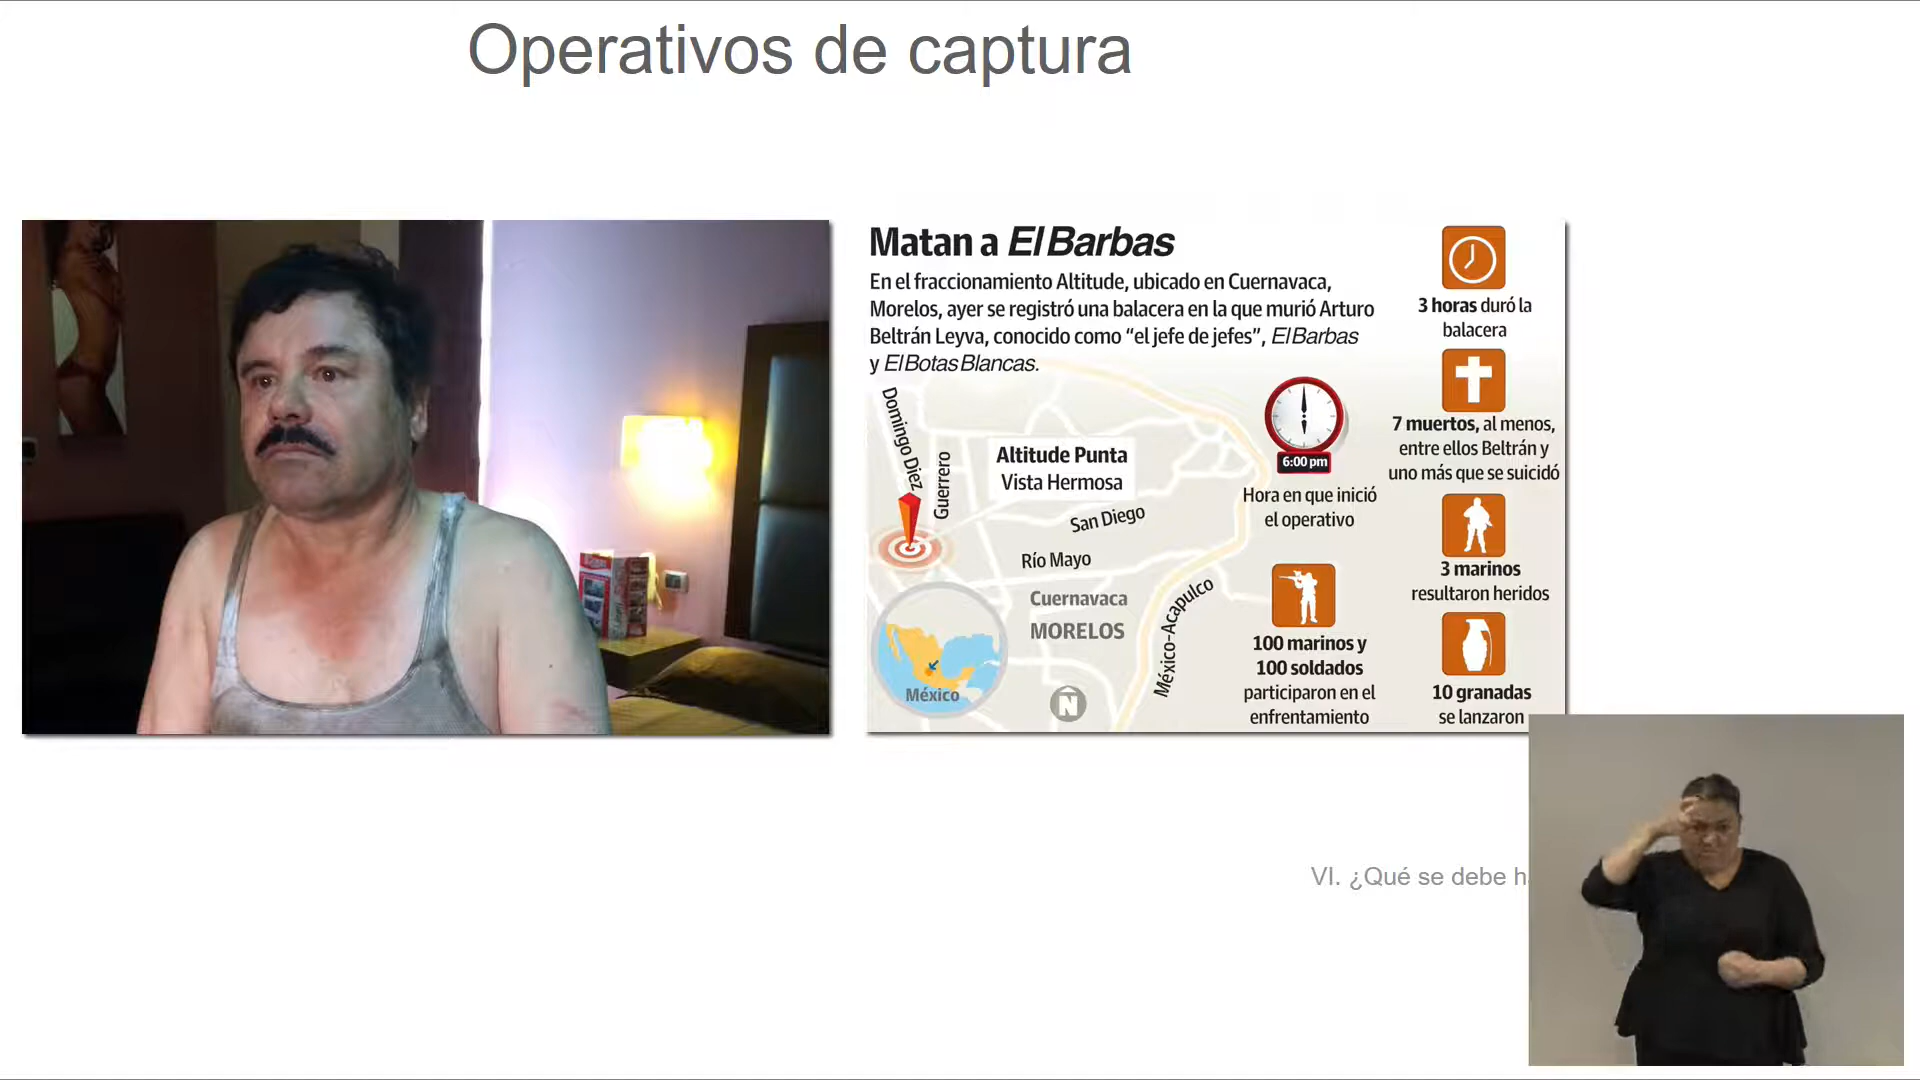 Operativos de captura
Matan a El Barbas
En el fraccionamiento Altitude, ubicado en Cuernavaca,
Morelos, ayer se registró una balacera en la que murió Arturo
Beltrán Leyva, conocido como “el jefe de jefes”, El Barbas
y El Botas Blancas.
Domingo Diez
Guerrero
Altitude Punta
Vista Hermosa
San Diego
Río Mayo
Cuernavaca
MORELOS
México-Acapulco
México
N
6:00 pm
Hora en que inició
el operativo
100 marinos y
100 soldados
participaron en el
enfrentamiento
3 horas duró la
balacera
7 muertos, al menos,
entre ellos Beltrán y
uno más que se suicidó
3 marinos
resultaron heridos
10 granadas
se lanzaron
VI. ¿Qué se debe